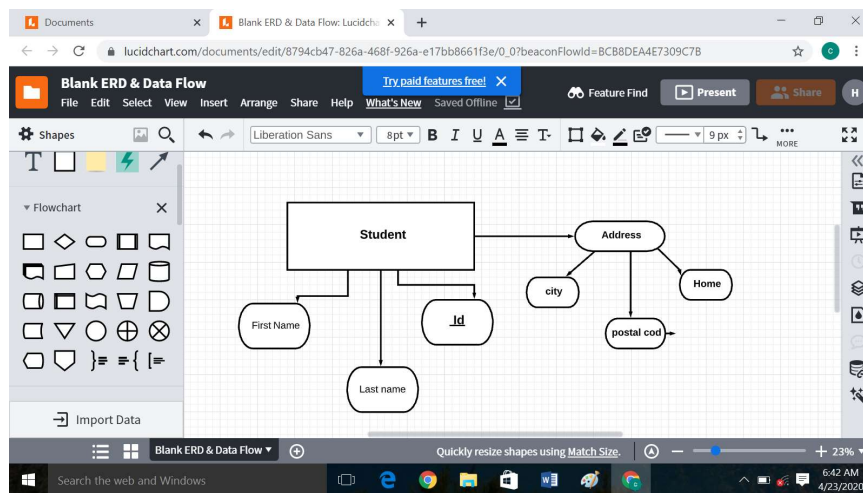 Documents
Blank ERD & Data Flow: Lucidcha
lucidchart.com/documents/edit/8794cb47-826a-468f-926a-e17bb8661f3e/0_0?beaconFlowId=BCB8DEA4E7309C7B
C
Blank ERD & Data Flow
Try paid features free!
File Edit Select View Insert Arrange Share Help What's New Saved Offline
Feature Find
Present
Share
H
Shapes
Liberation Sans
8pt
B I U A T
9 px
MORE
T
Flowchart
Student
Address
city
Home
First Name
Id
postal cod
Last name
Import Data
Blank ERD & Data Flow
Quickly resize shapes using Match Size.
23%
Search the web and Windows
6:42 AM
4/23/2020